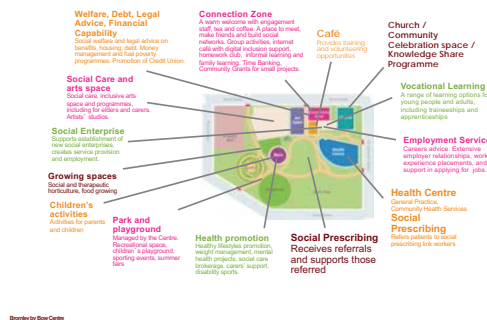 Welfare, Debt, Legal
Advice, Financial
Capability
Social welfare and legal advice on
benefits, housing, debt. Money
management and fuel poverty
programmes. Promotion of Credit Union.
Connection Zone
A warm welcome with engagement
staff, tea and coffee. A place to meet,
make friends and build social
networks. Group activities, internet
café with digital inclusion support,
homework club, informal learning and
family learning. Time Banking,
Community Grants for small projects.
Café
Provides training
and volunteering
opportunities
Church /
Community
Celebration space /
Knowledge Share
Programme
Social Care and
arts space
Social care, inclusive arts
space and programmes,
including for elders and carers.
Artists´ studios.
Vocational Learning
A range of learning options fo
young people and adults,
including traineeships and
apprenticeships
Social Enterprise
Supports establishment of
new social enterprises,
creates service provision
and employment.
Employment Servic
Careers advice. Extensive
employer relationships, work
experience placements, and
support in applying for jobs.
Growing spaces
Social and therapeutic
horticulture, food growing
Children's
activities
Activities for parents
and children
Park and
playground
Managed by the Centre.
Recreational space,
children´s playground,
sporting events, summer
fairs
Health promotion
Healthy lifestyles promotion,
weight management, mental
health projects, social care
brokerage, carers' support,
disability sports.
Social Prescribing
Receives referrals
and supports those
referred
Health Centre
General Practice,
Community Health Services
Social
Prescribing
Refers patients to social
prescribing link workers
Bromley by Bow Centre